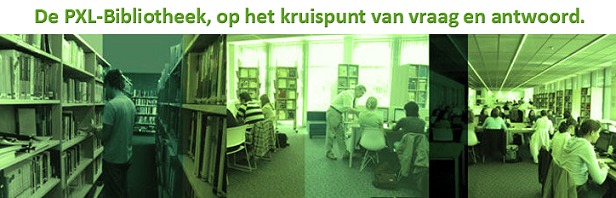 De PXL-Bibliotheek, op het kruispunt van vraag en antwoord.